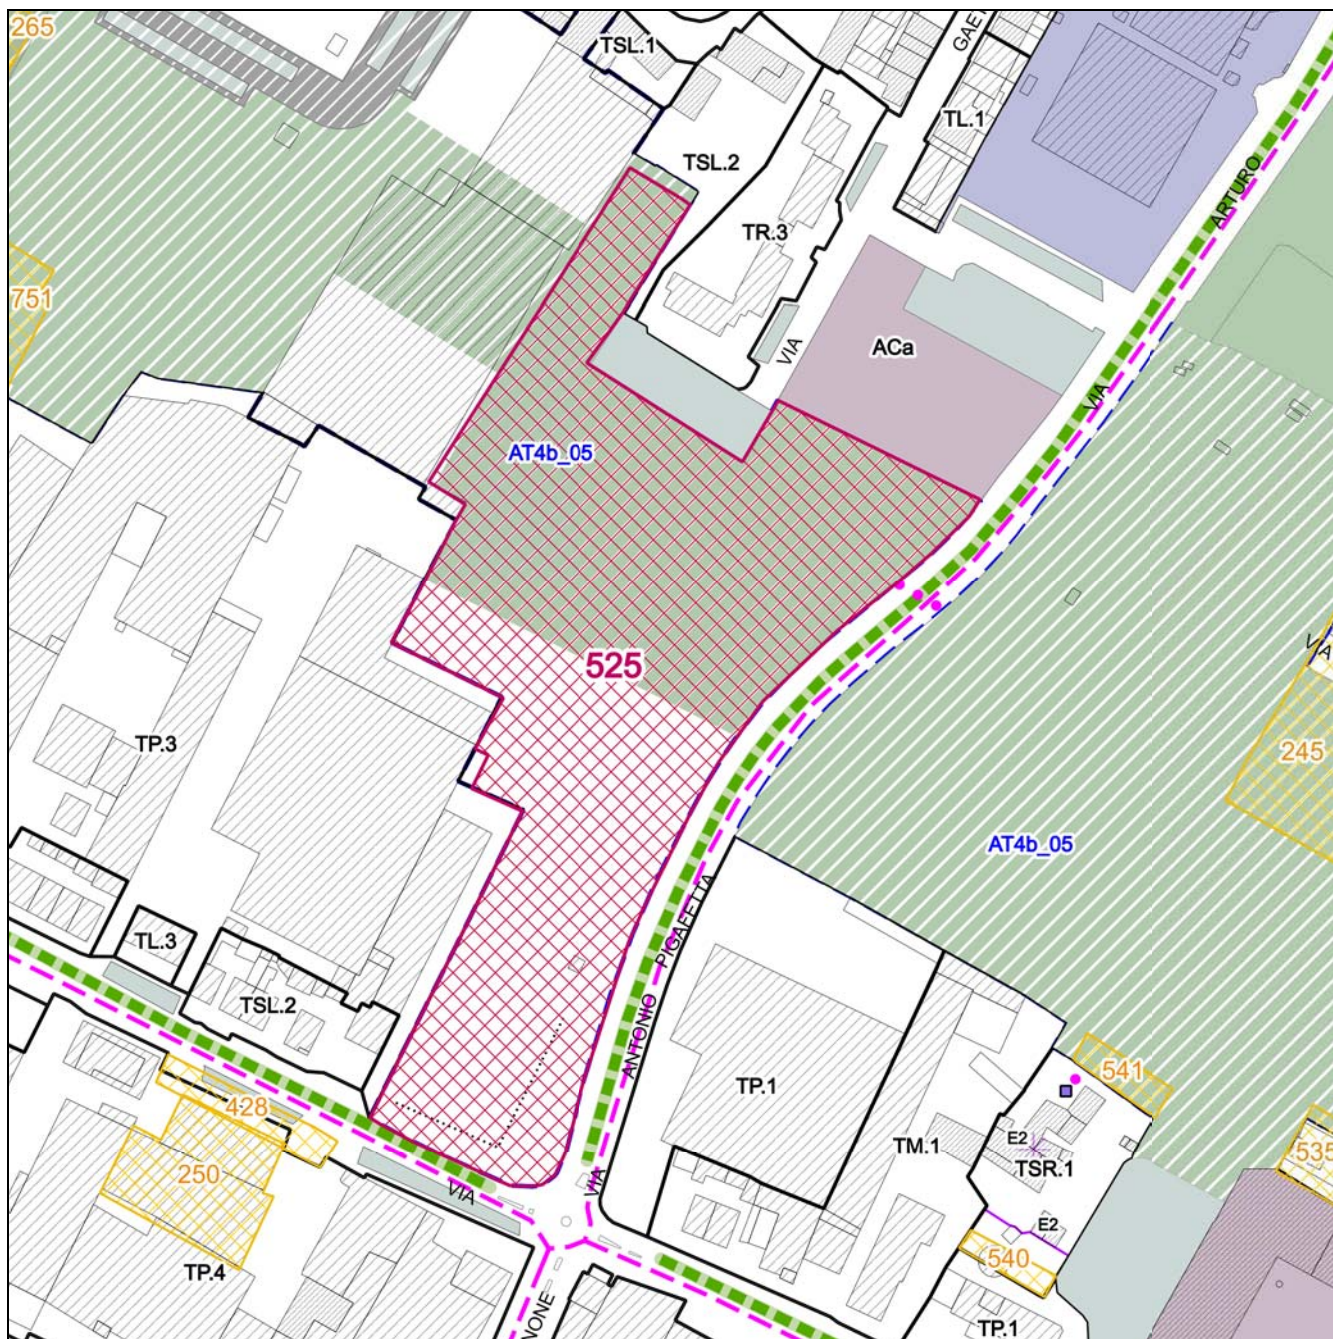 265
TSL.1
TL.1
TSL.2
ARTURO
TR.3
751
VIA
ACa
VIA
AT4b_05
VIA
525
TP.3
245
AT4b_05
PIGAFETTA
TL.3
TSL.2
ANTONIO
541
TP.1
428
E2
TM.1
TSR.1
535
250
VIA
VIA
E2
540
TP.4
TP.1